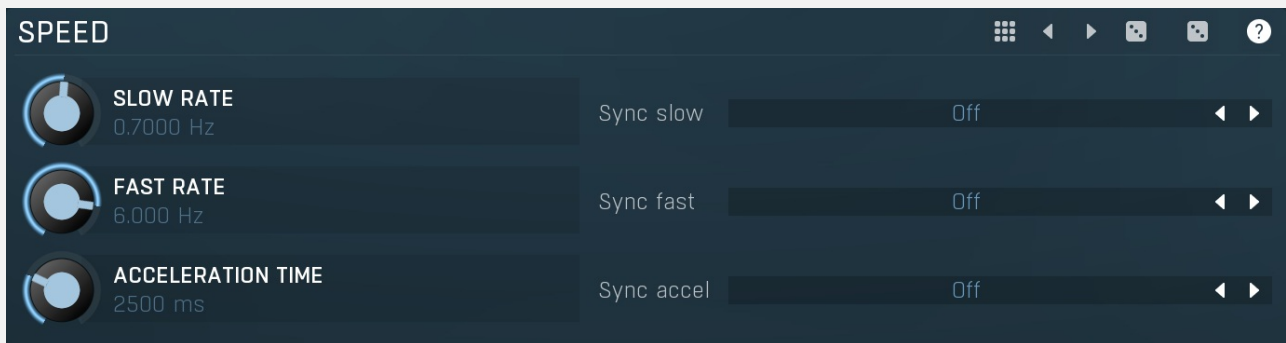 SPEED
?
SLOW RATE
0.7000 Hz
Sync slow
Off
FAST RATE
6.000 Hz
Sync fast
Off
ACCELERATION TIME
2500 ms
Sync accel
Off